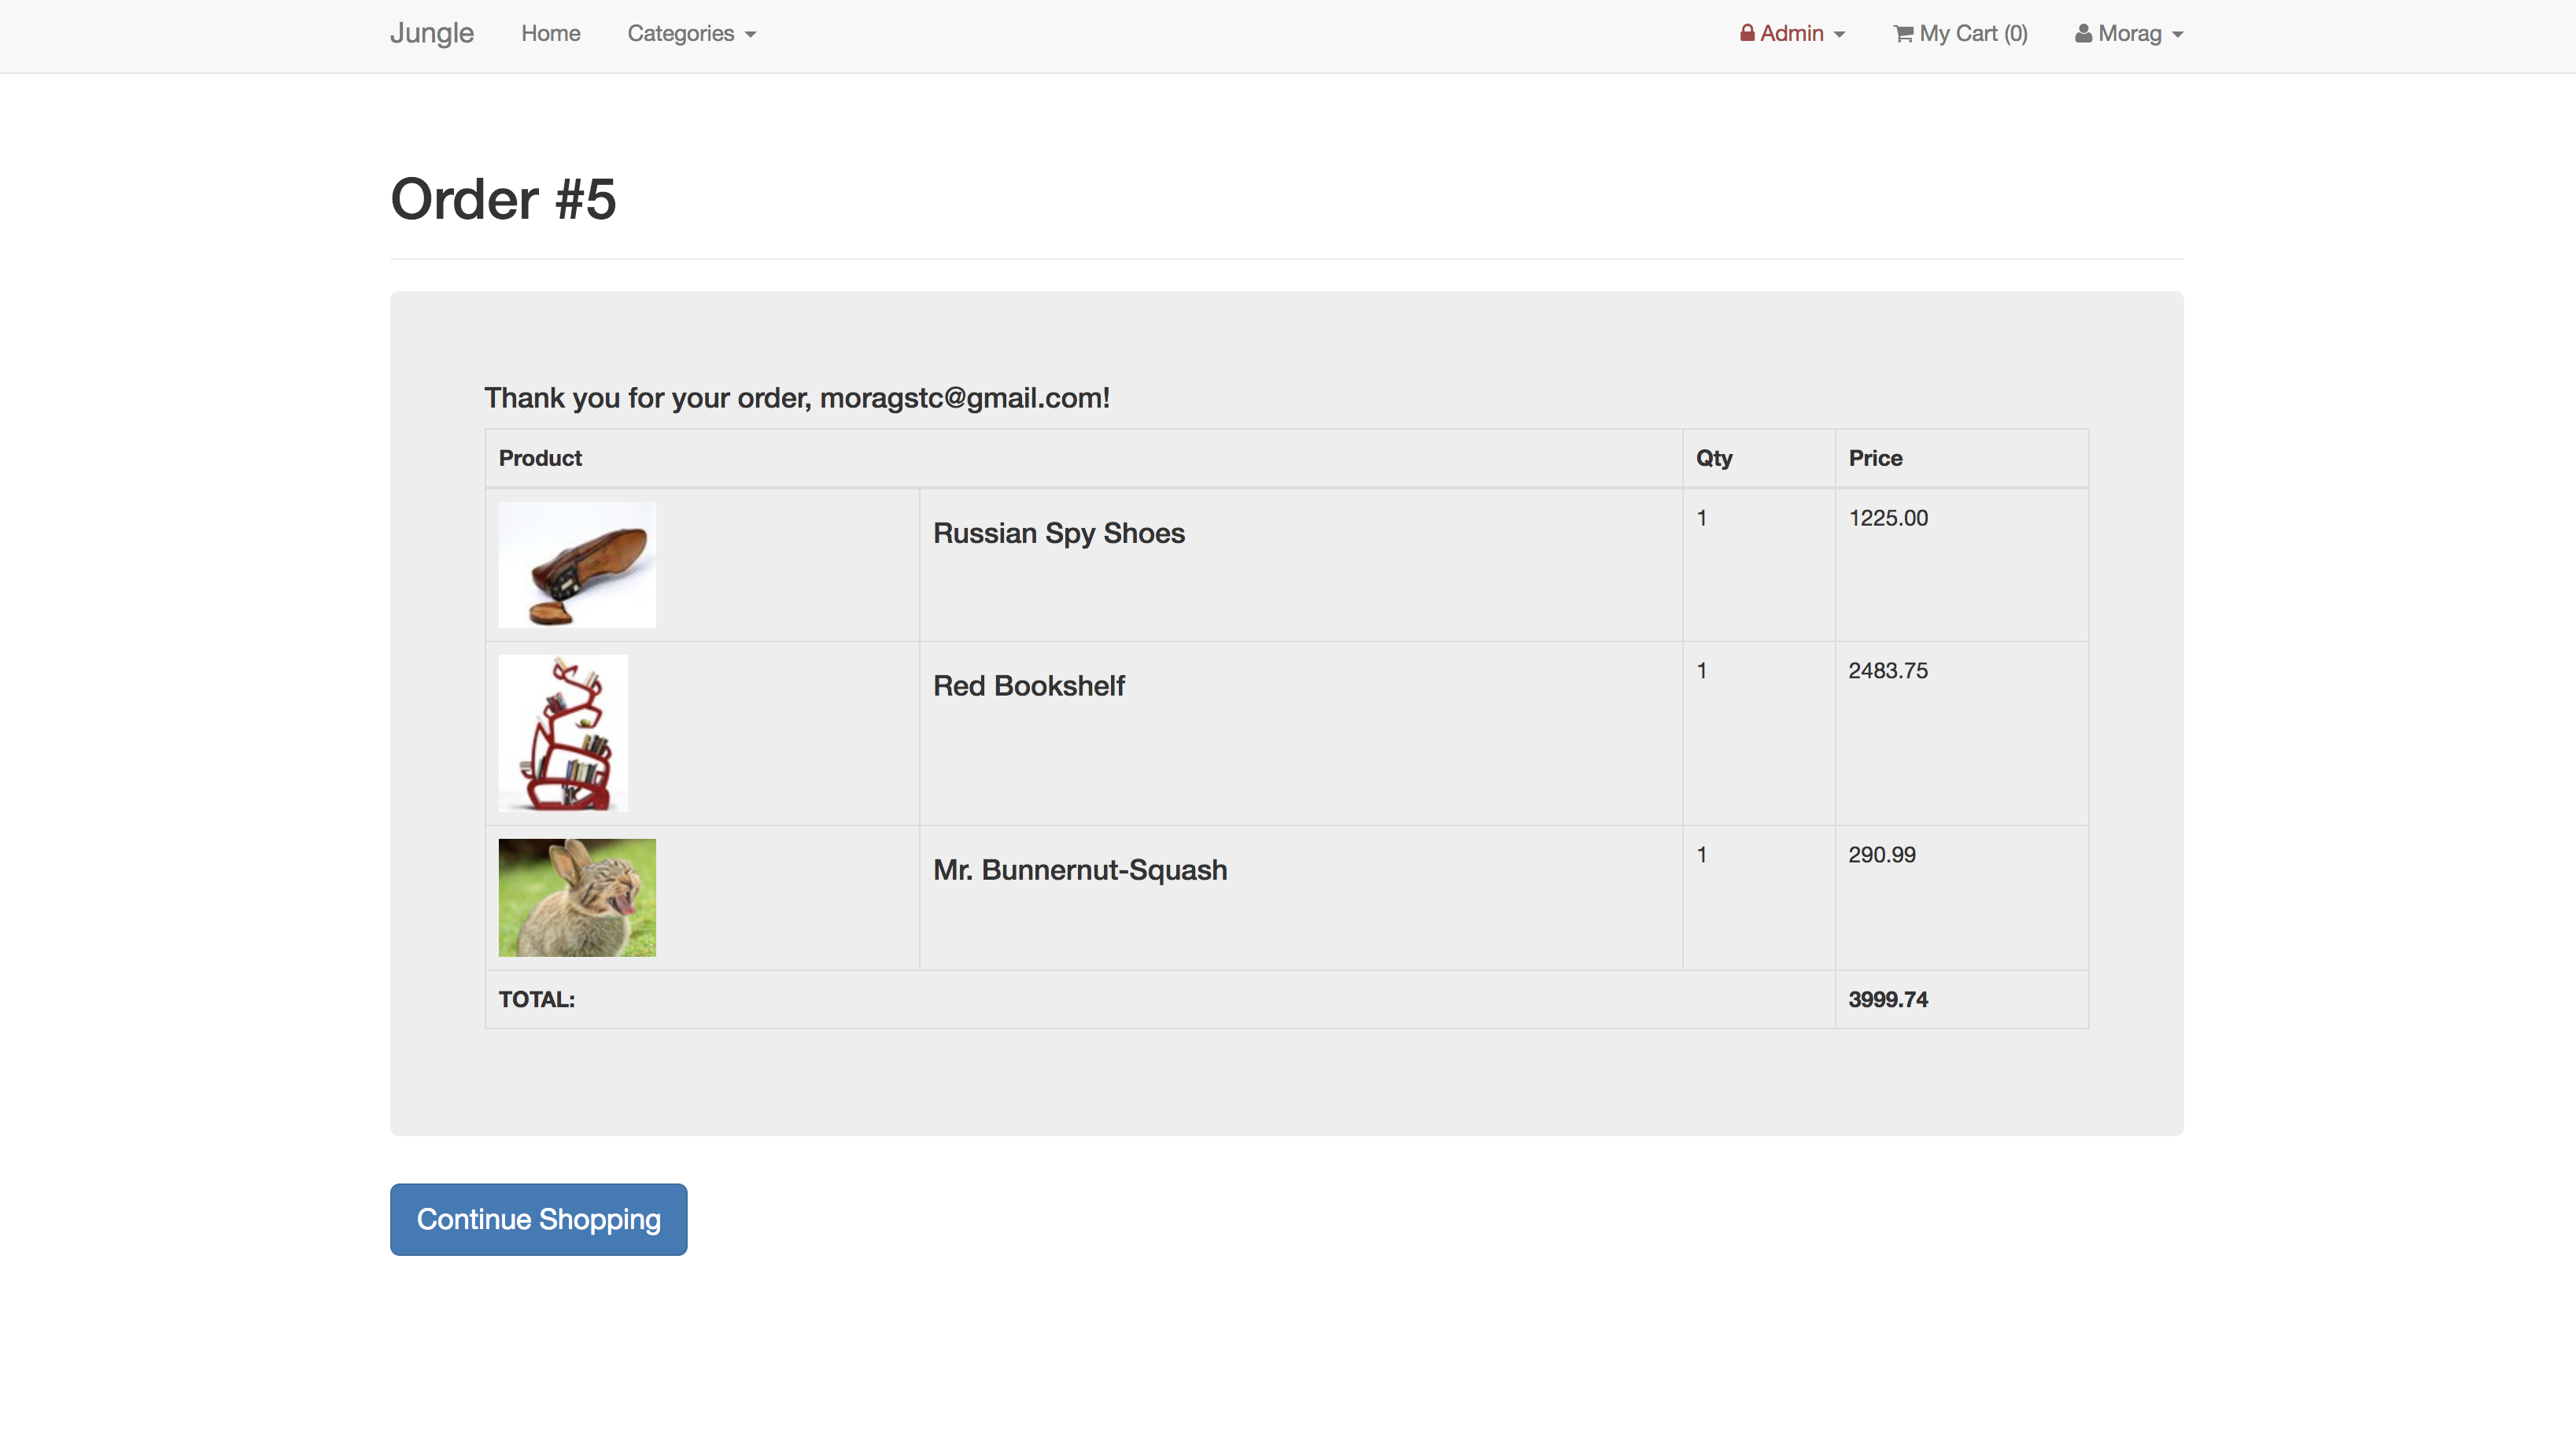 Jungle Home Categories Admin My Cart (0) Morag
Order #5
Thank you for your order, moragstc@gmail.com!
Product Qty Price
Russian Spy Shoes 1 1225.00
Red Bookshelf 1 2483.75
Mr. Bunnernut-Squash 1 290.99
TOTAL: 3999.74
Continue Shopping